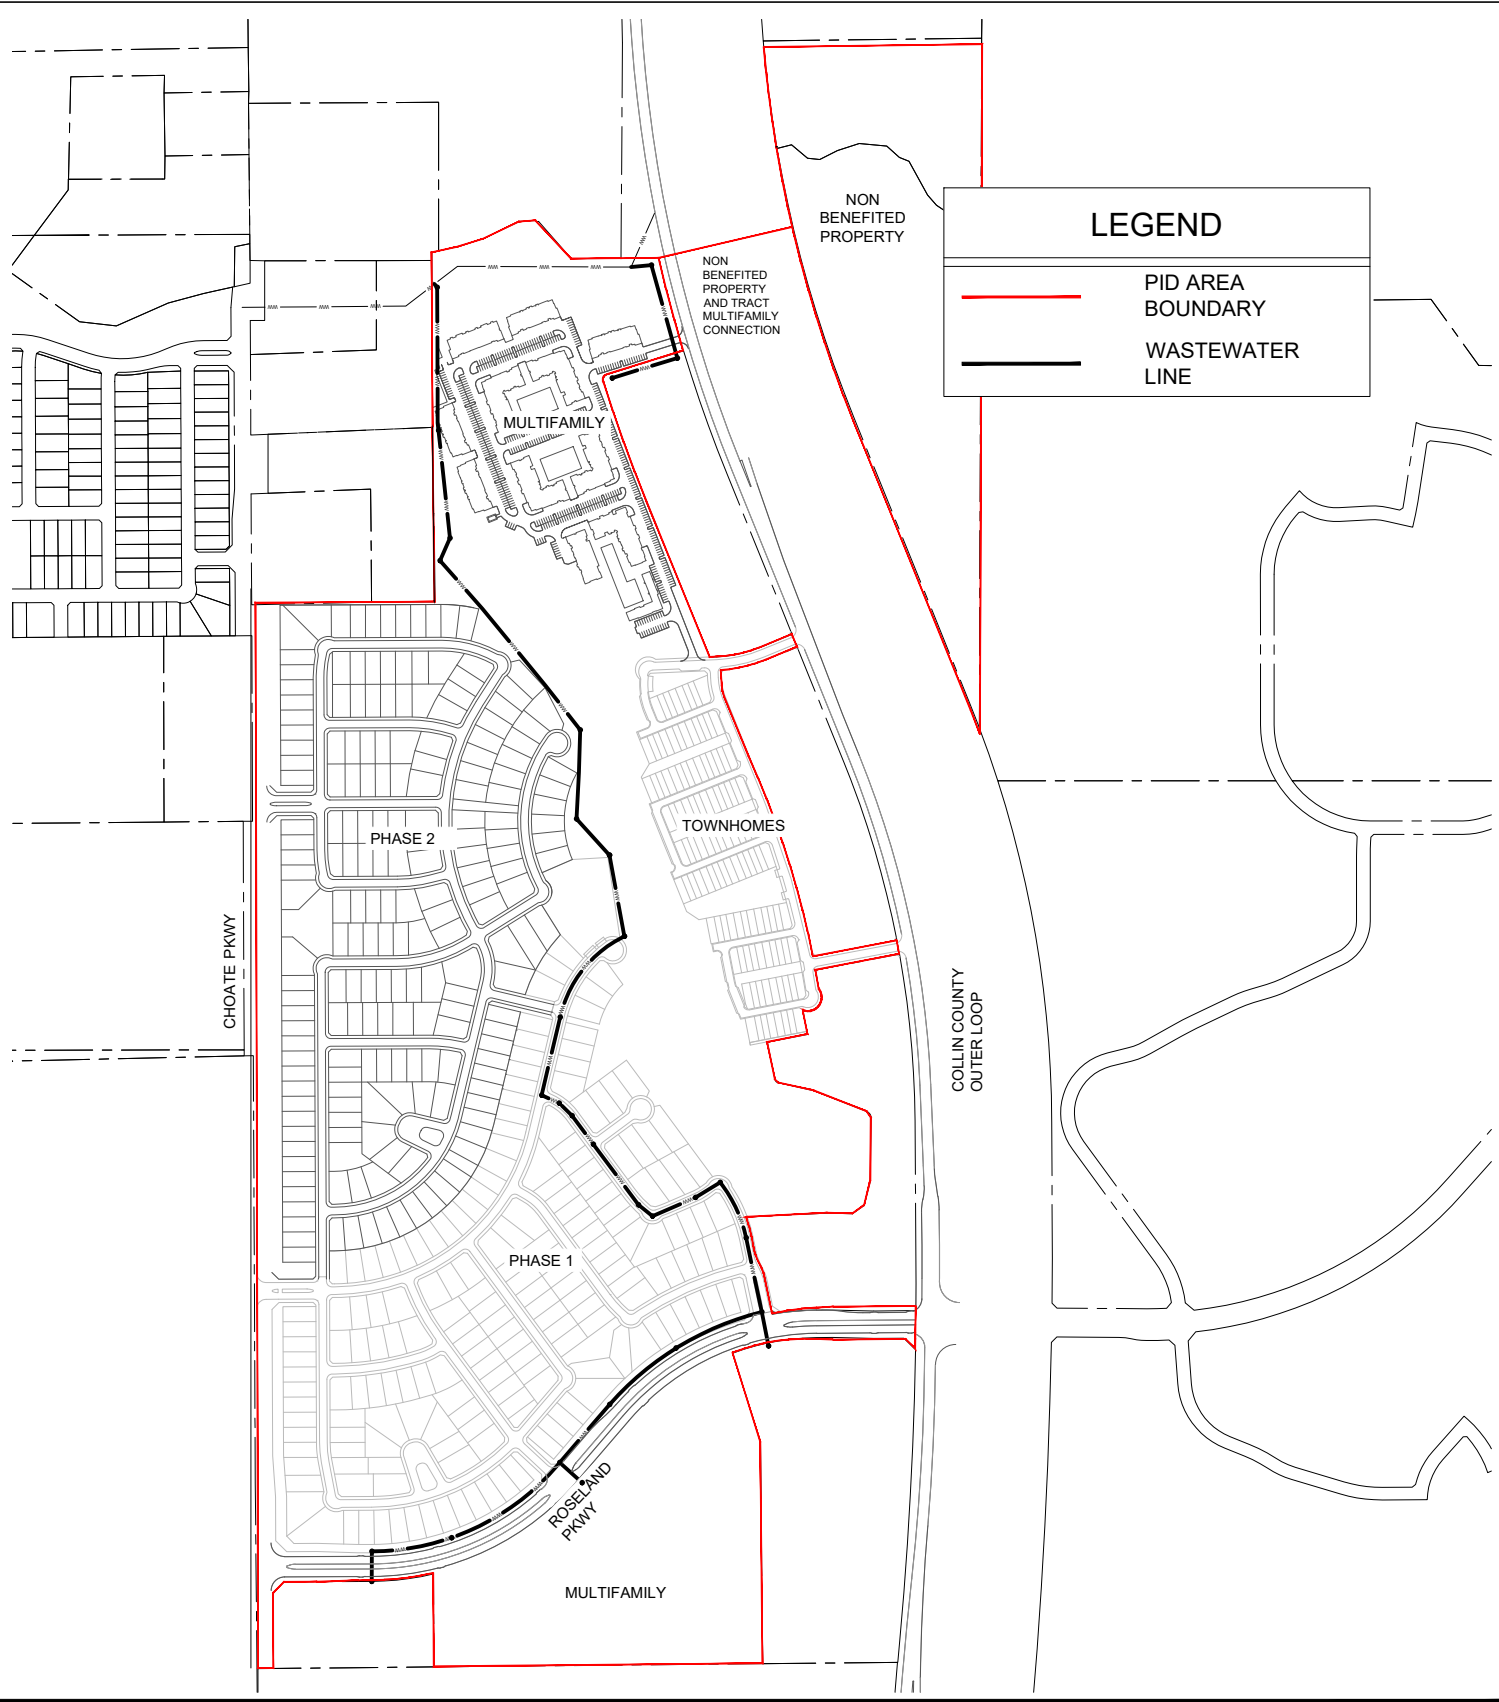 NON
BENEFITED
PROPERTY
LEGEND
PID AREA
BOUNDARY
WASTEWATER
LINE
NON
BENEFITED
PROPERTY
AND TRACT
MULTIFAMILY
CONNECTION
MULTIFAMILY
TOWNHOMES
PHASE 2
CHOATE PKWY
COLLIN COUNTY
OUTER LOOP
PHASE 1
ROSELAND
PKWY
MULTIFAMILY